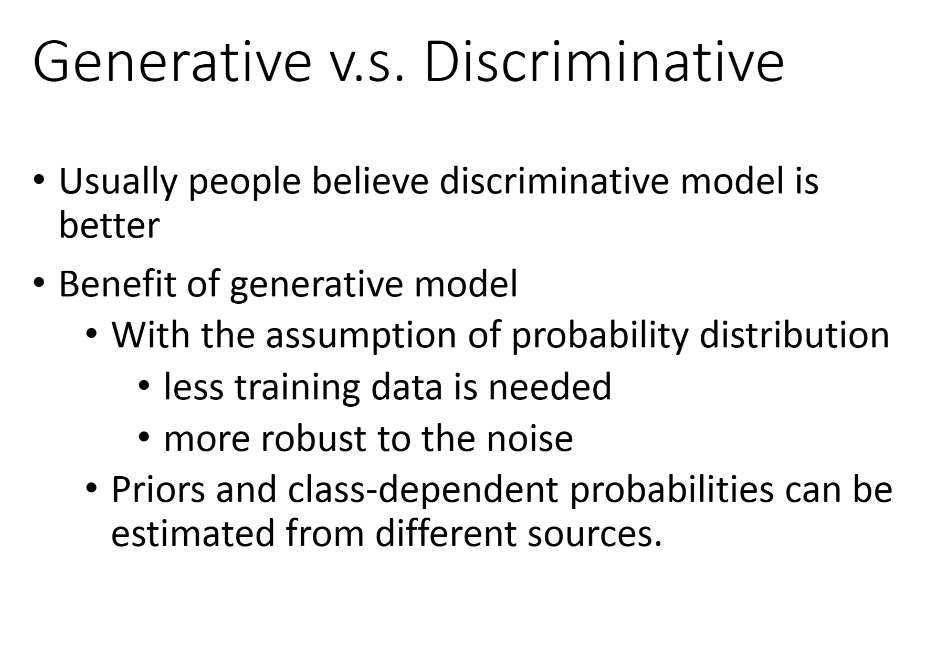 Generative v.s. Discriminative
• Usually people believe discriminative model is
better
• Benefit of generative model
• With the assumption of probability distribution
• less training data is needed
• more robust to the noise
• Priors and class-dependent probabilities can be
estimated from different sources.